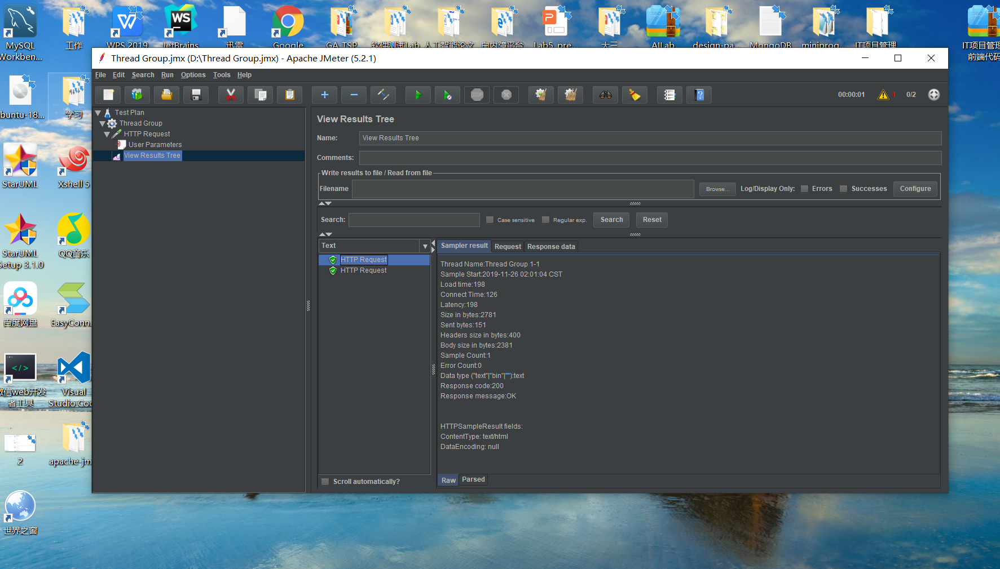 MySQL
Workben...
工作
WPS 2019
JetBrains
迅雷
Google
GA-TSP
软件测试Lab
人工智能论文
白内障平台
Lab5_pre...
大三
AILab
design-pa...
MongoDB
miniprog...
IT项目管理
IT项目管理
前端代码
WS
Thread Group.jmx (D:\Thread Group.jmx) - Apache JMeter (5.2.1)
File Edit Search Run Options Tools Help
STOP
00:00:01
1
0/2
buntu-18...
学习
StarUML
Xshell 5
StarUML
Setup 3.1.0
QQ音乐
百度网盘
EasyConn.
微信web开发
者工具
Visual
Studio Cod
2
apache-jm
世界之窗
Test Plan
Thread Group
HTTP Request
User Parameters
View Results Tree
View Results Tree
Name: View Results Tree
Comments:
Write results to file / Read from file
Filename
Browse...
Log/Display Only:
Errors
Successes
Configure
Search:
Case sensitive
Regular exp.
Search
Reset
Text
HTTP Request
HTTP Request
Scroll automatically?
Sampler result
Request
Response data
Thread Name:Thread Group 1-1
Sample Start:2019-11-26 02:01:04 CST
Load time:198
Connect Time:126
Latency:198
Size in bytes:2781
Sent bytes:151
Headers size in bytes:400
Body size in bytes:2381
Sample Count:1
Error Count:0
Data type ("text"|"bin"|""):text
Response code:200
Response message:OK
HTTPSampleResult fields:
ContentType: text/html
DataEncoding: null
Raw
Parsed